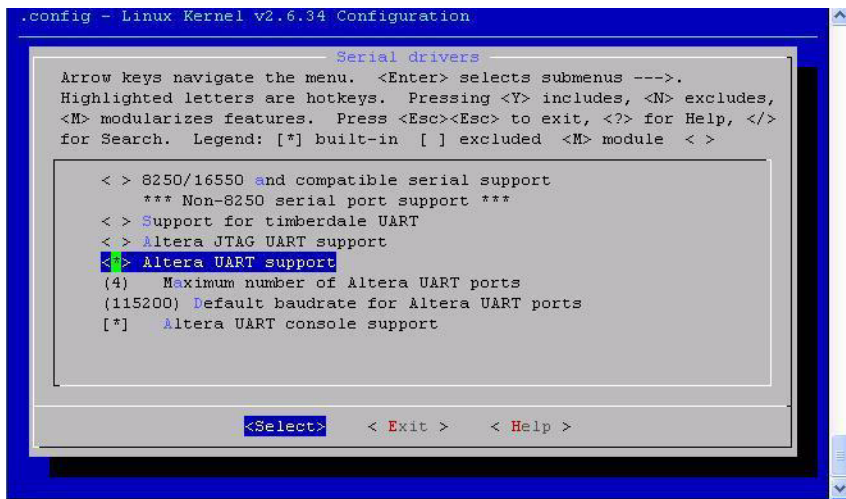 .config - Linux Kernel v2.6.34 Configuration
Serial drivers
Arrow keys navigate the menu. <Enter> selects submenus --->.
Highlighted letters are hotkeys. Pressing <Y> includes, <N> excludes,
<M> modularizes features. Press <Esc><Esc> to exit, <?> for Help, </>
for Search. Legend: [*] built-in [ ] excluded <M> module < >
< > 8250/16550 and compatible serial support
*** Non-8250 serial port support ***
< > Support for timberdale UART
< > Altera JTAG UART support
<*> Altera UART support
(4) Maximum number of Altera UART ports
(115200) Default baudrate for Altera UART ports
[*] Altera UART console support
<Select> < Exit > < Help >